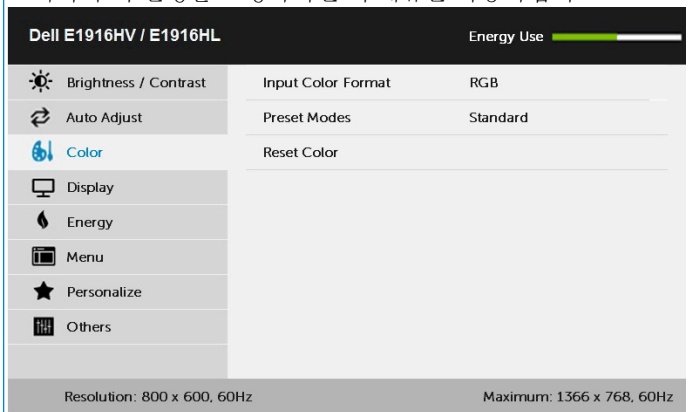 Dell E1916HV / E1916HL
Energy Use
Brightness / Contrast
Input Color Format
RGB
Auto Adjust
Preset Modes
Standard
Color
Reset Color
Display
Energy
Menu
Personalize
Others
Resolution: 800 x 600, 60Hz
Maximum: 1366 x 768, 60Hz